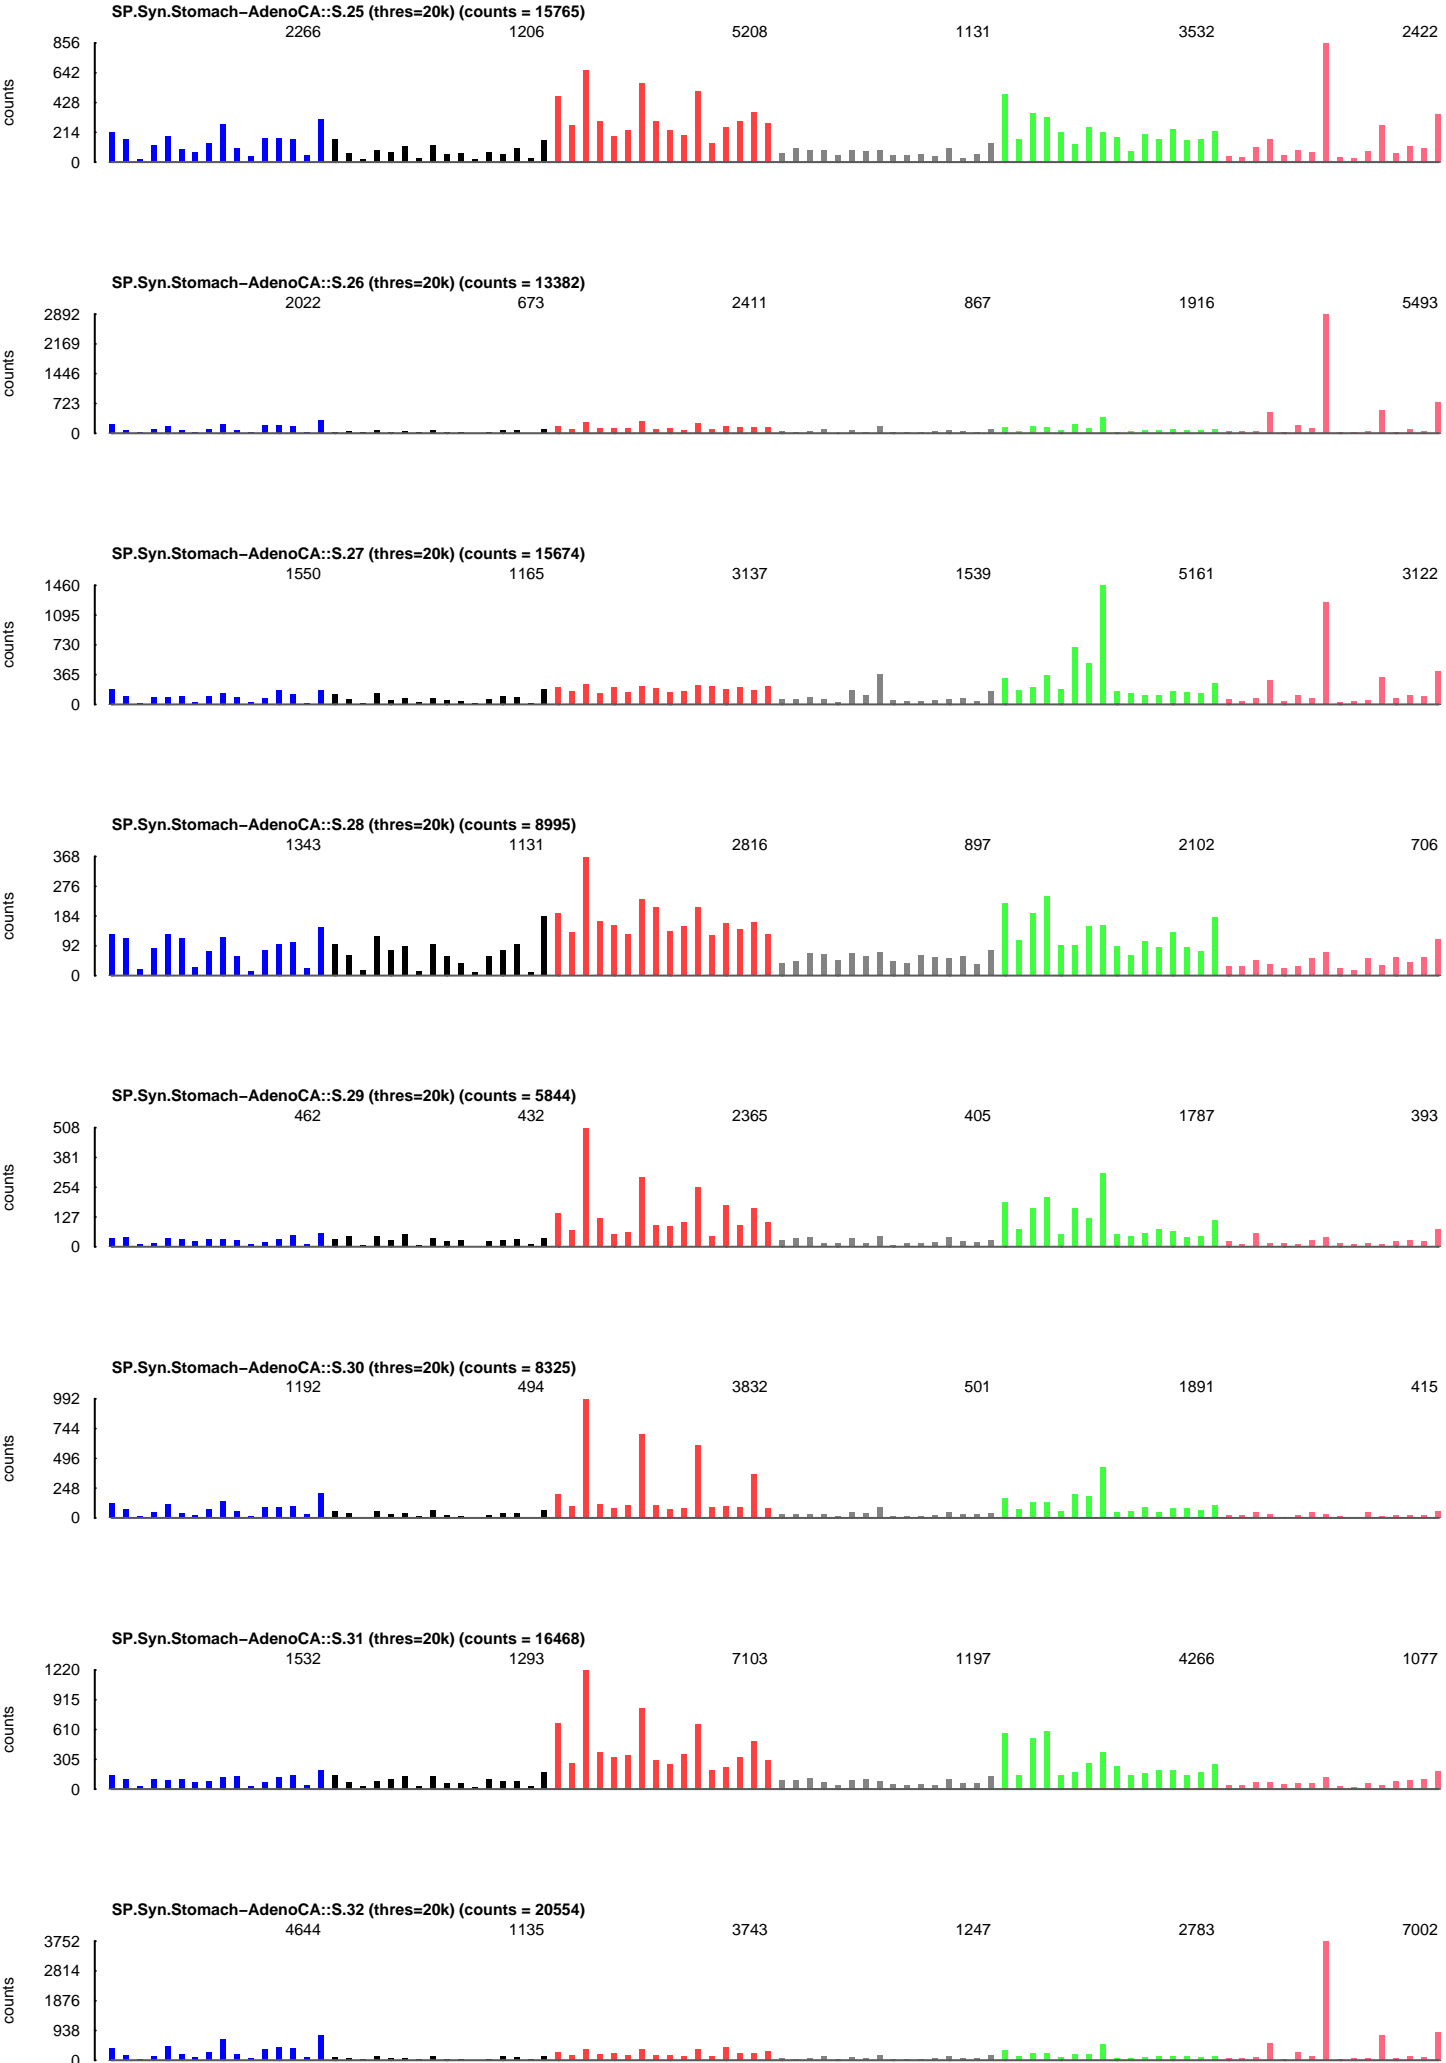 SP.Syn.Stomach−AdenoCA::S.25 (thres=20k) (counts = 15765)
2266 1206 5208 1131 3532 2422
856
642
428
214
0
counts
SP.Syn.Stomach−AdenoCA::S.26 (thres=20k) (counts = 13382)
2022 673 2411 867 1916 5493
2892
2169
1446
723
0
counts
SP.Syn.Stomach−AdenoCA::S.27 (thres=20k) (counts = 15674)
1550 1165 3137 1539 5161 3122
1460
1095
730
365
0
counts
SP.Syn.Stomach−AdenoCA::S.28 (thres=20k) (counts = 8995)
1343 1131 2816 897 2102 706
368
276
184
92
0
counts
SP.Syn.Stomach−AdenoCA::S.29 (thres=20k) (counts = 5844)
462 432 2365 405 1787 393
508
381
254
127
0
counts
SP.Syn.Stomach−AdenoCA::S.30 (thres=20k) (counts = 8325)
1192 494 3832 501 1891 415
992
744
496
248
0
counts
SP.Syn.Stomach−AdenoCA::S.31 (thres=20k) (counts = 16468)
1532 1293 7103 1197 4266 1077
1220
915
610
305
0
counts
SP.Syn.Stomach−AdenoCA::S.32 (thres=20k) (counts = 20554)
4644 1135 3743 1247 2783 7002
3752
2814
1876
938
0
counts